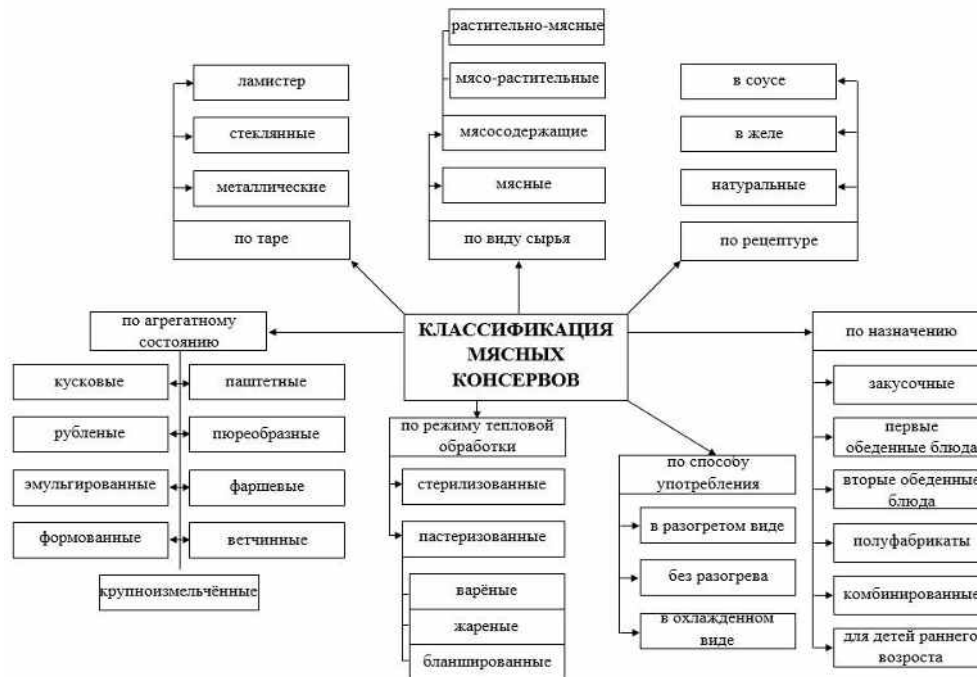 растительно-мясные
мясо-растительные
мясосодержащие
мясные
по виду сырья
ламистер
стеклянные
металлические
по таре
в соусе
в желе
натуральные
по рецептуре
КЛАССИФИКАЦИЯ
МЯСНЫХ
КОНСЕРВОВ
по агрегатному
состоянию
кусковые
паштетные
рубленые
пюреобразные
эмульгированные
фаршевые
формованные
ветчинные
крупноизмельчённые
по режиму тепловой
обработки
стерилизованные
пастеризованные
варёные
жареные
бланшированные
по способу
употребления
в разогретом виде
без разогрева
в охлажденном
виде
по назначению
закусочные
первые
обеденные блюда
вторые обеденные
блюда
полуфабрикаты
комбинированные
для детей раннего
возроста